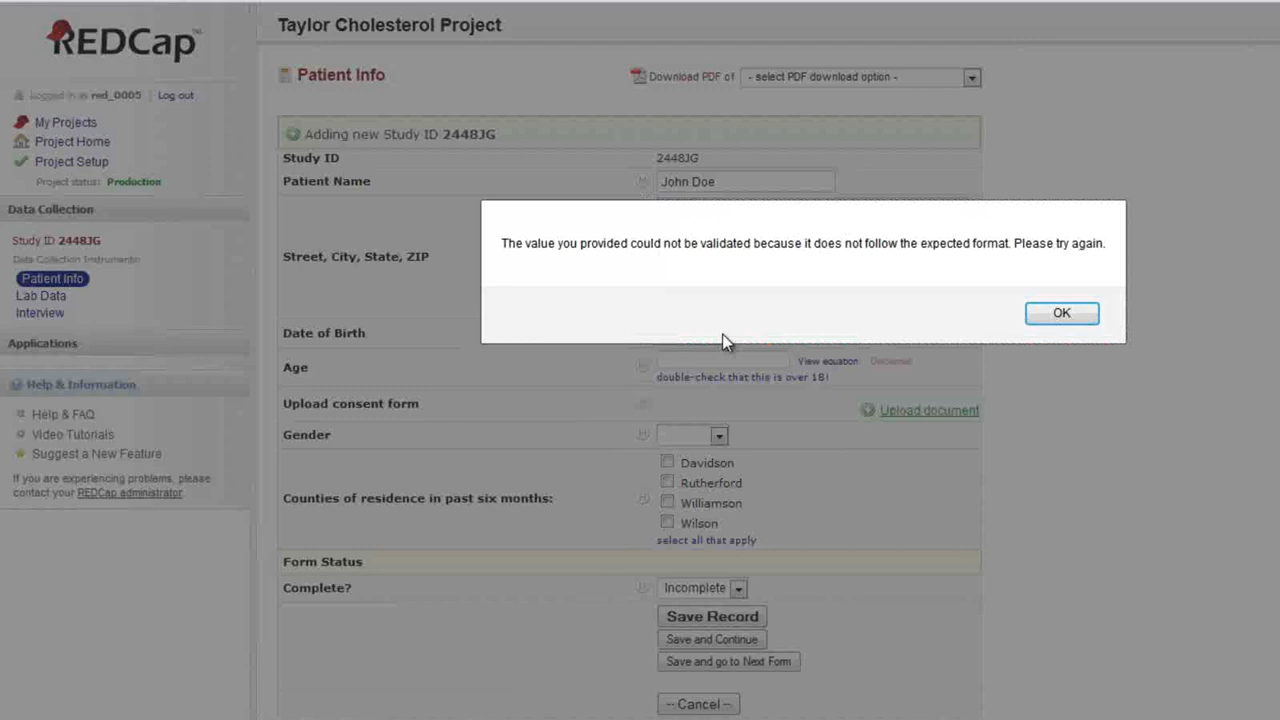 REDCap
Logged in as red_0005 | Log out
My Projects
Project Home
Project Setup
Project status: Production
Data Collection
Study ID 2448JG
Data Collection Instruments:
Patient Info
Lab Data
Interview
Applications
Help & Information
Help & FAQ
Video Tutorials
Suggest a New Feature
If you are experiencing problems, please
contact your REDCap administrator.
Taylor Cholesterol Project
Patient Info
Download PDF of - select PDF download option -
Adding new Study ID 2448JG
Study ID 2448JG
Patient Name John Doe
Street, City, State, ZIP
The value you provided could not be validated because it does not follow the expected format. Please try again.
OK
Date of Birth
Age View equation
double-check that this is over 18!
Upload consent form Upload document
Gender
Counties of residence in past six months:
Davidson
Rutherford
Williamson
Wilson
select all that apply
Form Status
Complete? Incomplete
Save Record
Save and Continue
Save and go to Next Form
-- Cancel --